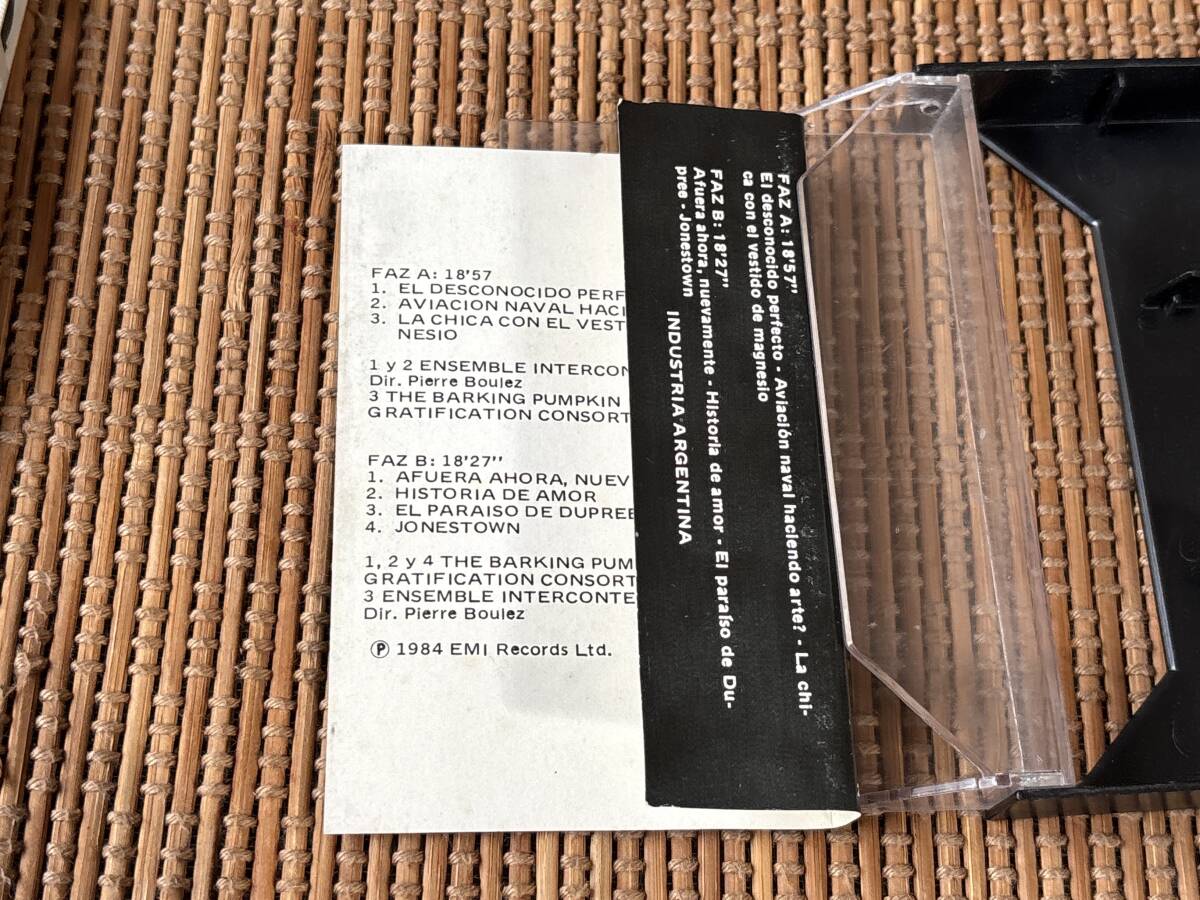 FAZ A: 18'57
1. EL DESCONOCIDO PERF
2. AVIACION NAVAL HACI
3. LA CHICA CON EL VEST
NESIO
1 y 2 ENSEMBLE INTERCON
Dir. Pierre Boulez
3 THE BARKING PUMPKIN
GRATIFICATION CONSORT
FAZ B: 18'27''
1. AFUERA AHORA, NUEV
2. HISTORIA DE AMOR
3. EL PARAISO DE DUPREE
4. JONESTOWN
1, 2 y 4 THE BARKING PUM
GRATIFICATION CONSORT
3 ENSEMBLE INTERCONTE
Dir. Pierre Boulez
Ⓟ 1984 EMI Records Ltd.
FAZ A: 18'57''
El desconocido perfecto - Aviación naval haciendo arte? - La chi-
ca con el vestido de magnesio
FAZ B: 18'27''
Afuera ahora, nuevamente - Historia de amor - El paraíso de Du-
pree - Jonestown
INDUSTRIA ARGENTINA